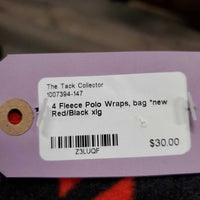 The Tack Collector
1007394-147
4 Fleece Polo Wraps, bag *new
Red/Black xlg
Z3LUQF
$30.00